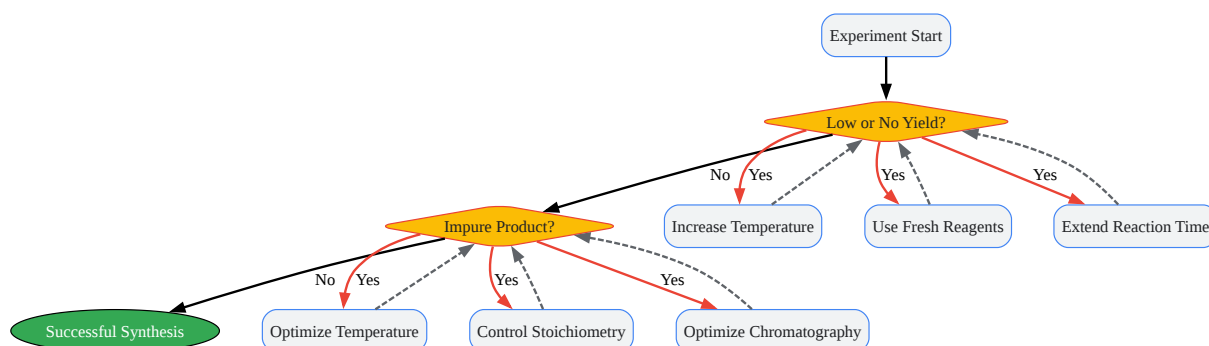 Experiment Start
Low or No Yield?
No
Yes
Yes
Yes
Increase Temperature
Use Fresh Reagents
Extend Reaction Time
Impure Product?
No
Yes
Yes
Yes
Successful Synthesis
Optimize Temperature
Control Stoichiometry
Optimize Chromatography